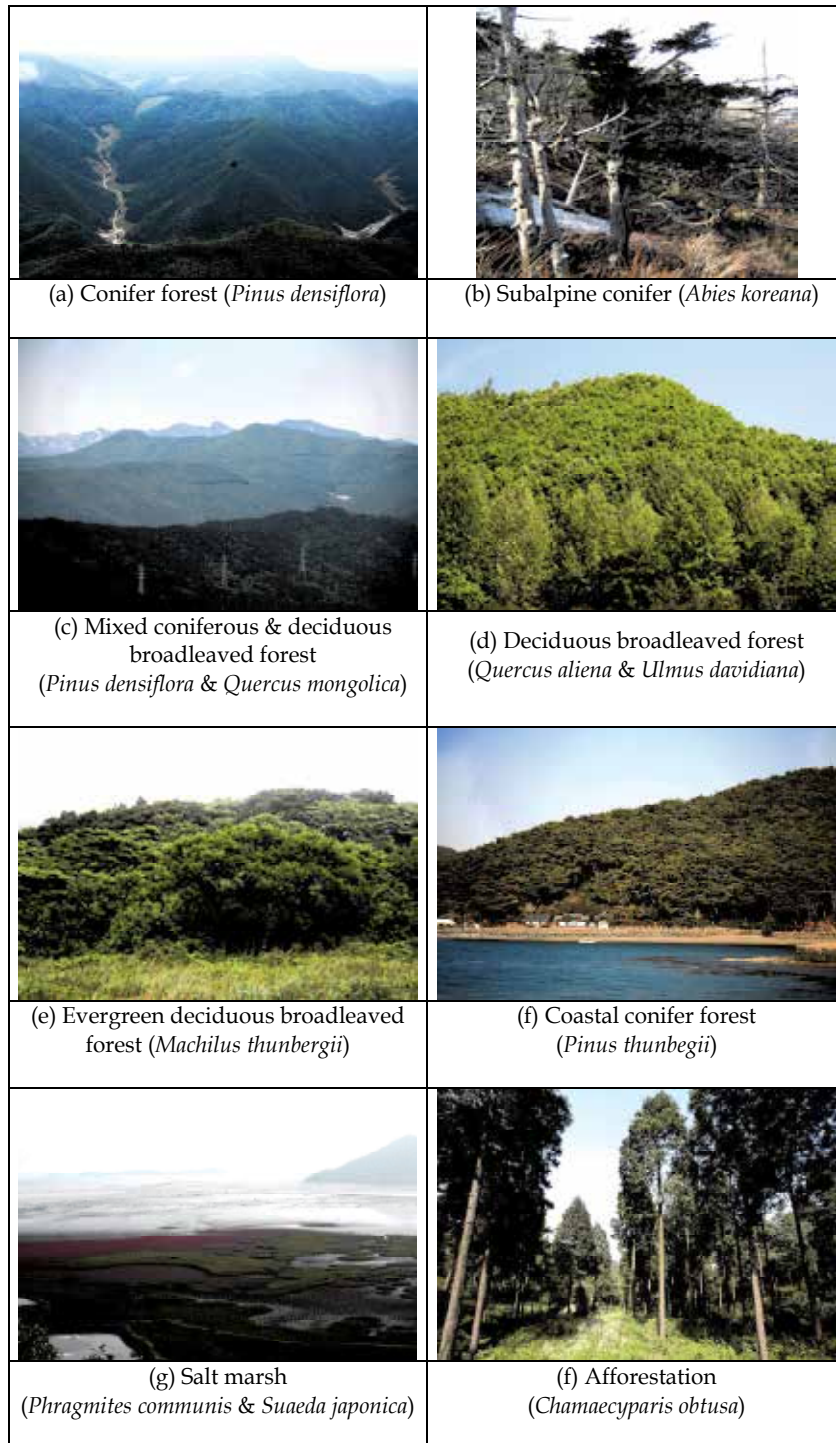 (a) Conifer forest (Pinus densiflora)
(b) Subalpine conifer (Abies koreana)
(c) Mixed coniferous & deciduous
broadleaved forest
(Pinus densiflora & Quercus mongolica)
(d) Deciduous broadleaved forest
(Quercus aliena & Ulmus davidiana)
(e) Evergreen deciduous broadleaved
forest (Machilus thunbergii)
(f) Coastal conifer forest
(Pinus thunbegii)
(g) Salt marsh
(Phragmites communis & Suaeda japonica)
(f) Afforestation
(Chamaecyparis obtusa)